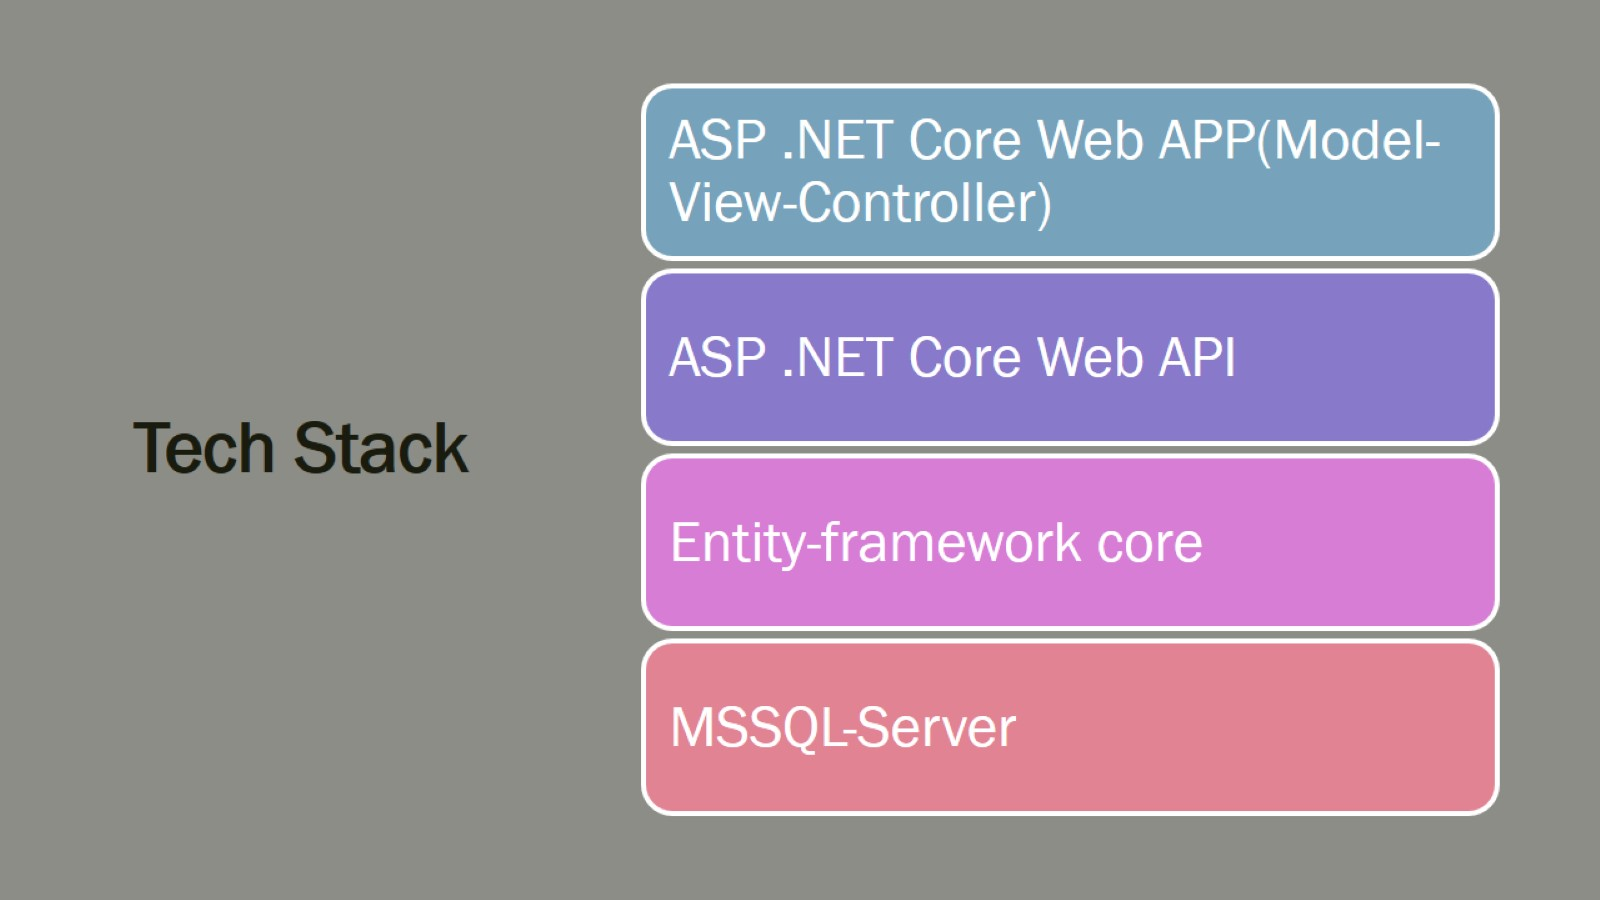 Tech Stack
ASP .NET Core Web APP(Model-
View-Controller)
ASP .NET Core Web API
Entity-framework core
MSSQL-Server